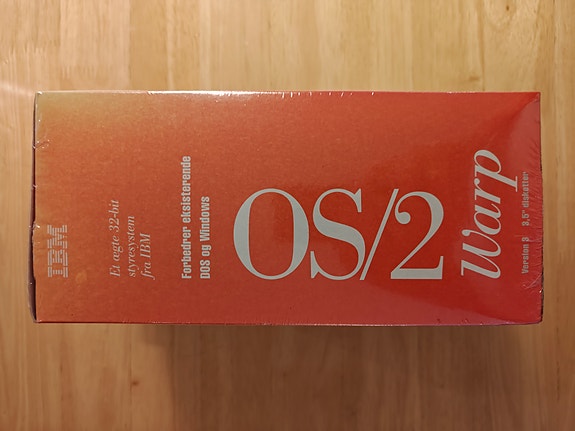 IBM
Et ægte 32-bit
styresystem
fra IBM
Forbedrer eksisterende
DOS og Windows
OS/2
Warp
Version 3 3,5" disketter